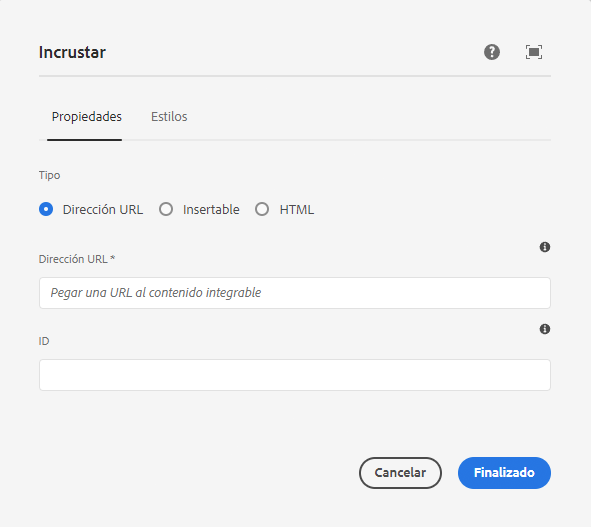 Incrustar
Propiedades Estilos
Tipo
Dirección URL Insertable HTML
Dirección URL *
Pegar una URL al contenido integrable
ID
Cancelar Finalizado